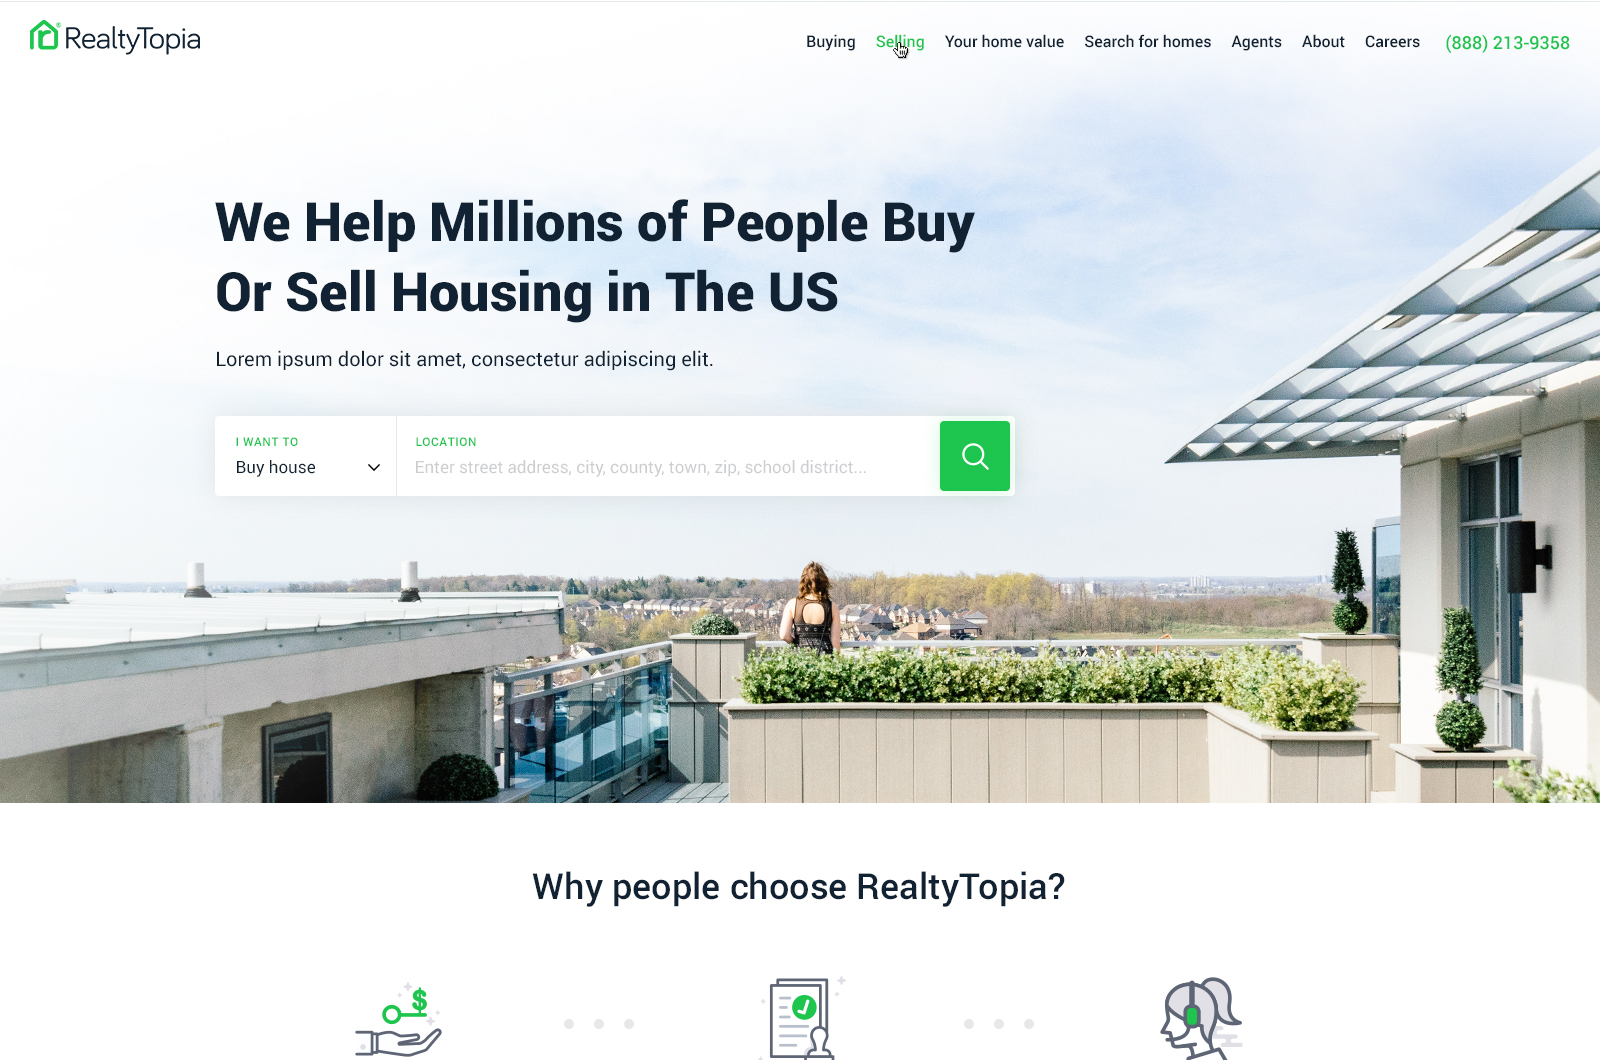 RealtyTopia
Buying Selling Your home value Search for homes Agents About Careers (888) 213-9358
We Help Millions of People Buy
Or Sell Housing in The US
Lorem ipsum dolor sit amet, consectetur adipiscing elit.
I WANT TO
Buy house
LOCATION
Enter street address, city, county, town, zip, school district...
Why people choose RealtyTopia?
$